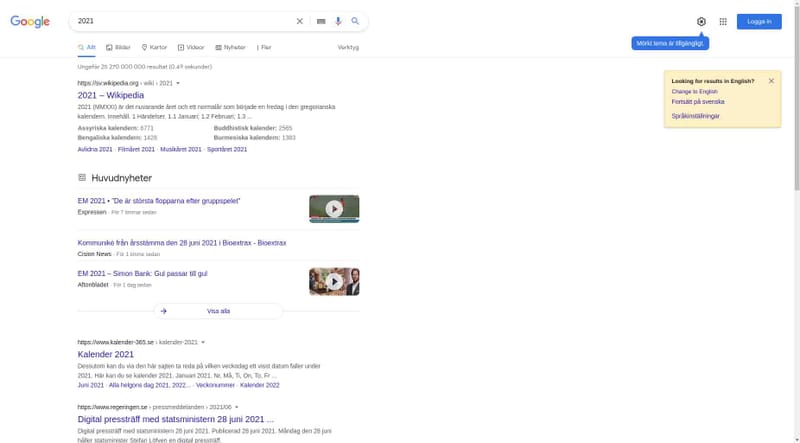 Google
2021
Logga in
Mörkt tema är tillgängligt.
Allt
Bilder
Kartor
Videor
Nyheter
Fler
Verktyg
Ungefär 25 270 000 000 resultat (0,49 sekunder)
https://sv.wikipedia.org › wiki › 2021
2021 – Wikipedia
2021 (MMXXI) är det nuvarande året och ett normalår som började en fredag i den gregorianska
kalendern. Innehåll. 1 Händelser. 1.1 Januari; 1.2 Februari; 1.3 ...
Assyriska kalendern: 6771
Buddhistisk kalender: 2565
Bengaliska kalendern: 1428
Burmesiska kalendern: 1383
Avlidna 2021 · Filmåret 2021 · Musikåret 2021 · Sportåret 2021
Looking for results in English?
Change to English
Fortsätt på svenska
Språkinställningar
Huvudnyheter
EM 2021 • "De är största flopparna efter gruppspelet"
Expressen · För 7 timmar sedan
Kommuniké från årsstämma den 28 juni 2021 i Bioextrax - Bioextrax
Cision News · För 1 timme sedan
EM 2021 – Simon Bank: Gul passar till gul
Aftonbladet · För 1 dag sedan
Visa alla
https://www.kalender-365.se › kalender-2021
Kalender 2021
Dessutom kan du via den här sajten ta reda på vilken veckodag ett visst datum faller under
2021. Här kan du se kalender 2021. Januari 2021. Nr, Må, Ti, On, To, Fr ...
Juni 2021 · Alla helgons dag 2021, 2022... · Veckonummer · Kalender 2022
https://www.regeringen.se › pressmeddelanden › 2021/06
Digital pressträff med statsministern 28 juni 2021 ...
Digital pressträff med statsministern 28 juni 2021. Publicerad 28 juni 2021. Måndag den 28 juni
håller statsminister Stefan Löfven en digital pressträff.